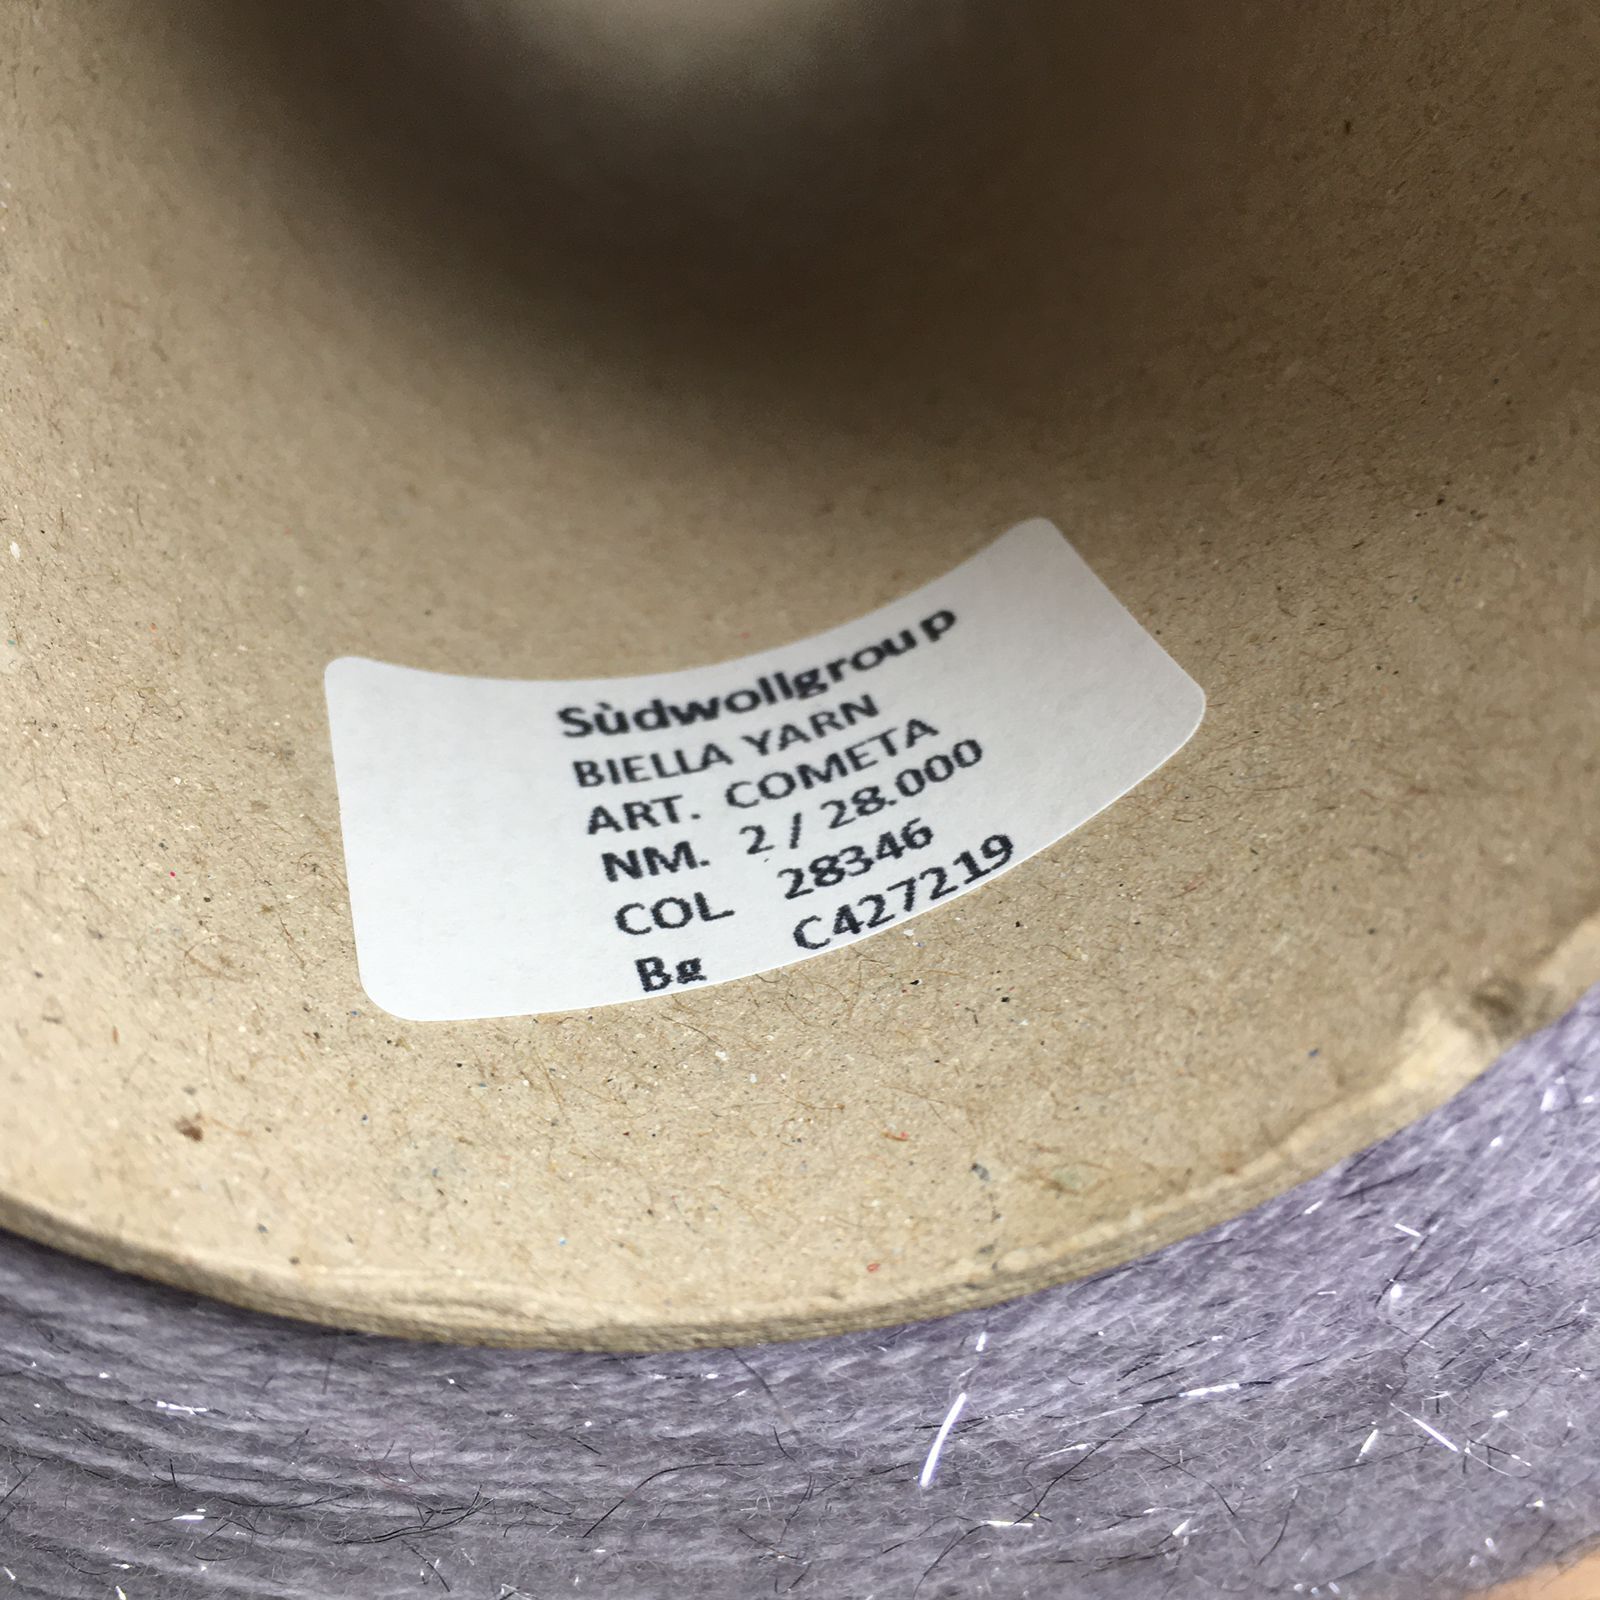 Sùdwollgroup
BIELLA YARN
ART. COMETA
NM. 2 / 28.000
COL 28346
Bg C427219